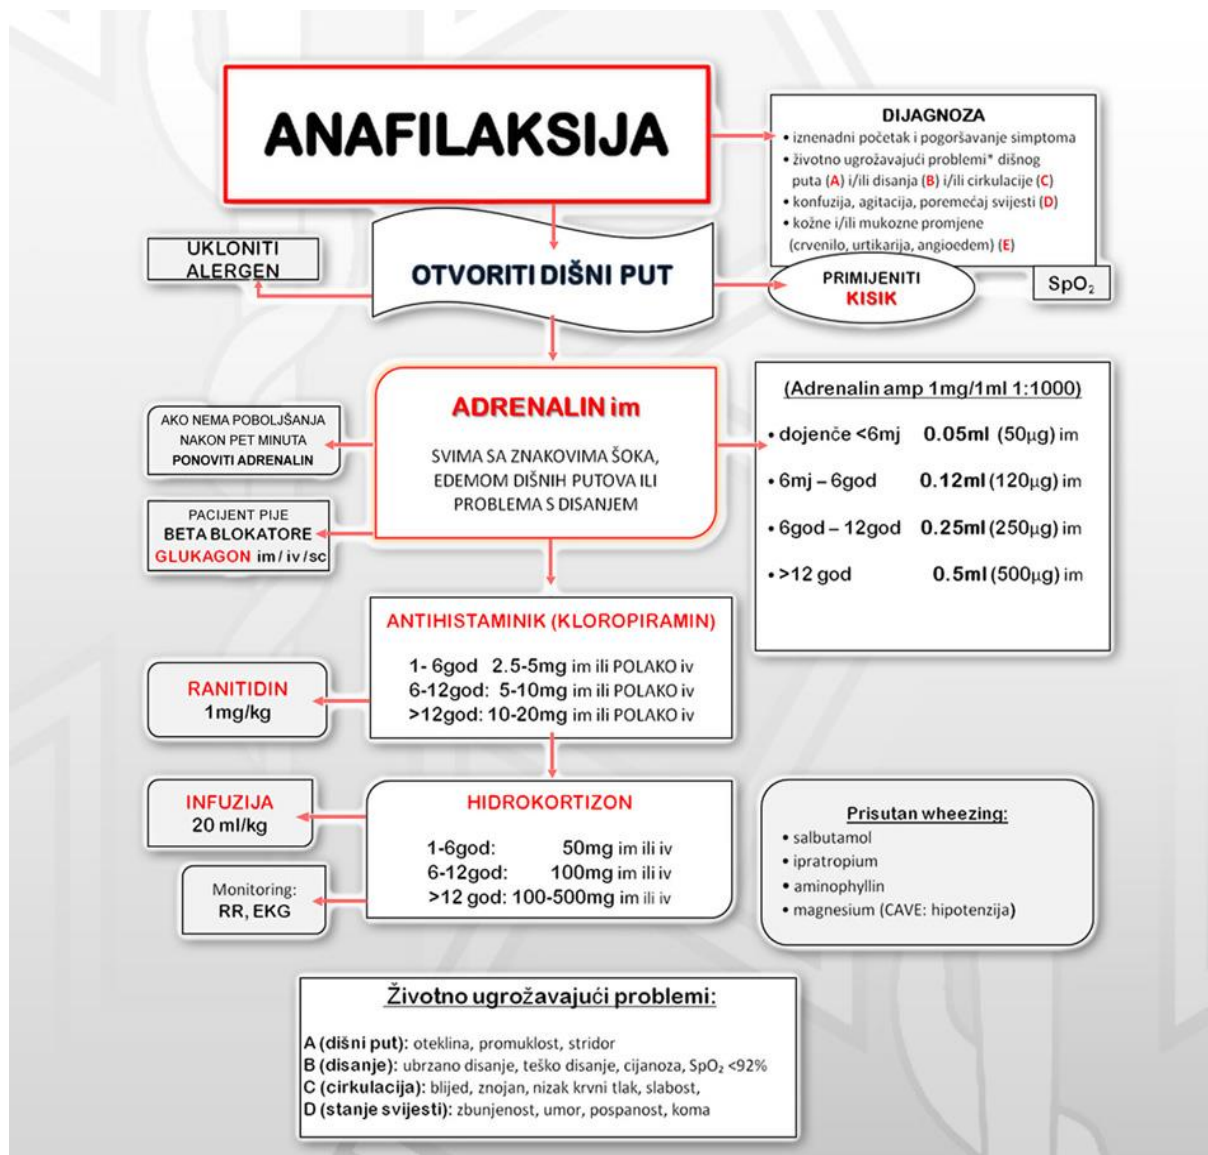 ANAFILAKSIJA
DIJAGNOZA
• iznenadni početak i pogoršavanje simptoma
• životno ugrožavajući problemi* dišnog
puta (A) i/ili disanja (B) i/ili cirkulacije (C)
• konfuzija, agitacija, poremećaj svijesti (D)
• kožne i/ili mukozne promjene
(crvenilo, urtikarija, angioedem) (E)
UKLONITI
ALERGEN
OTVORITI DIŠNI PUT
PRIMIJENITI
KISIK
SpO₂
ADRENALIN im
SVIMA SA ZNAKOVIMA ŠOKA,
EDEMOM DIŠNIH PUTOVA ILI
PROBLEMA S DISANJEM
AKO NEMA POBOLJŠANJA
NAKON PET MINUTA
PONOVITI ADRENALIN
PACIJENT PIJE
BETA BLOKATORE
GLUKAGON im/ iv/sc
(Adrenalin amp 1mg/1ml 1:1000)
• dojenče <6mj 0.05ml (50µg) im
• 6mj – 6god 0.12ml (120µg) im
• 6god – 12god 0.25ml (250µg) im
• >12 god 0.5ml (500µg) im
ANTIHISTAMINIK (KLOROPIRAMIN)
1- 6god 2.5-5mg im ili POLAKO iv
6-12god: 5-10mg im ili POLAKO iv
>12god: 10-20mg im ili POLAKO iv
RANITIDIN
1mg/kg
HIDROKORTIZON
1-6god: 50mg im ili iv
6-12god: 100mg im ili iv
>12 god: 100-500mg im ili iv
INFUZIJA
20 ml/kg
Monitoring:
RR, EKG
Prisutan wheezing:
• salbutamol
• ipratropium
• aminophyllin
• magnesium (CAVE: hipotenzija)
Životno ugrožavajući problemi:
A (dišni put): oteklina, promuklost, stridor
B (disanje): ubrzano disanje, teško disanje, cijanoza, SpO₂ <92%
C (cirkulacija): blijed, znojan, nizak krvni tlak, slabost,
D (stanje svijesti): zbunjenost, umor, pospanost, koma